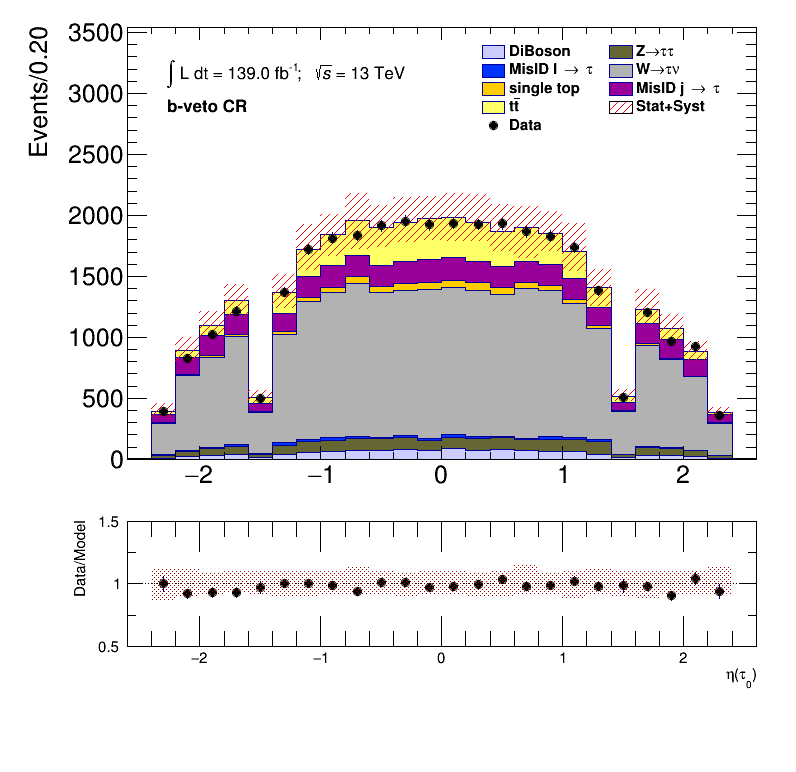 Events/0.20
3500
3000
2500
2000
1500
1000
500
0
∫ L dt = 139.0 fb⁻¹; √s = 13 TeV
b-veto CR
DiBoson
MisID l → τ
single top
tt̄
Data
Z→ττ
W→τν
MisID j → τ
Stat+Syst
−2 −1 0 1 2
Data/Model
1.5
1
0.5
−2 −1 0 1 2
η(τ₀)